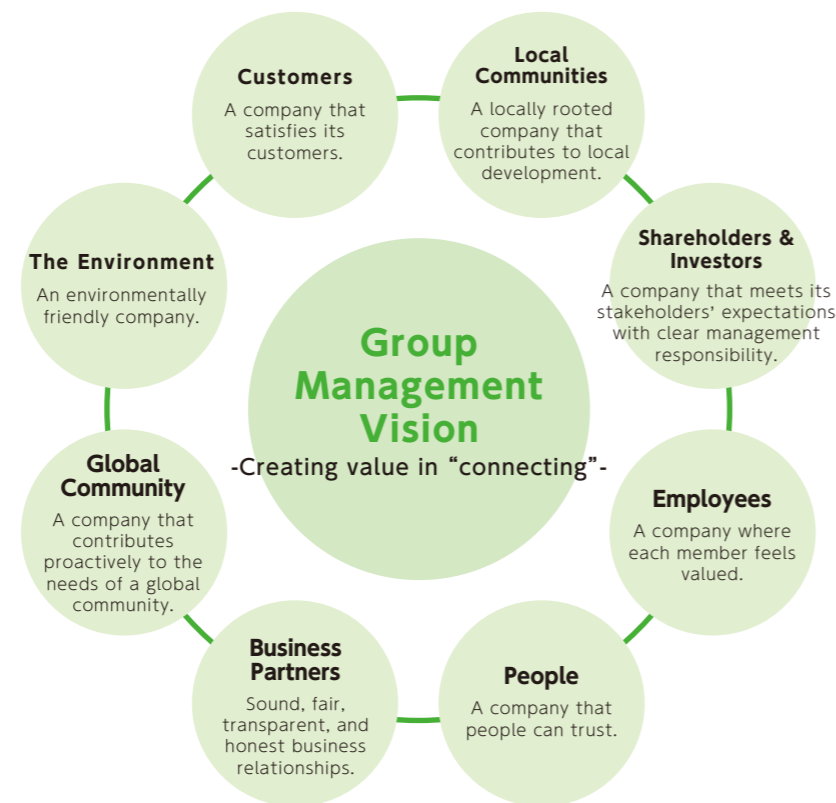 Customers
A company that
satisfies its
customers.
Local
Communities
A locally rooted
company that
contributes to local
development.
Shareholders &
Investors
A company that meets its
stakeholders’ expectations
with clear management
responsibility.
The Environment
An environmentally
friendly company.
Group
Management
Vision
-Creating value in “connecting”-
Global
Community
A company that
contributes
proactively to the
needs of a global
community.
Employees
A company where
each member feels
valued.
Business
Partners
Sound, fair,
transparent, and
honest business
relationships.
People
A company that
people can trust.